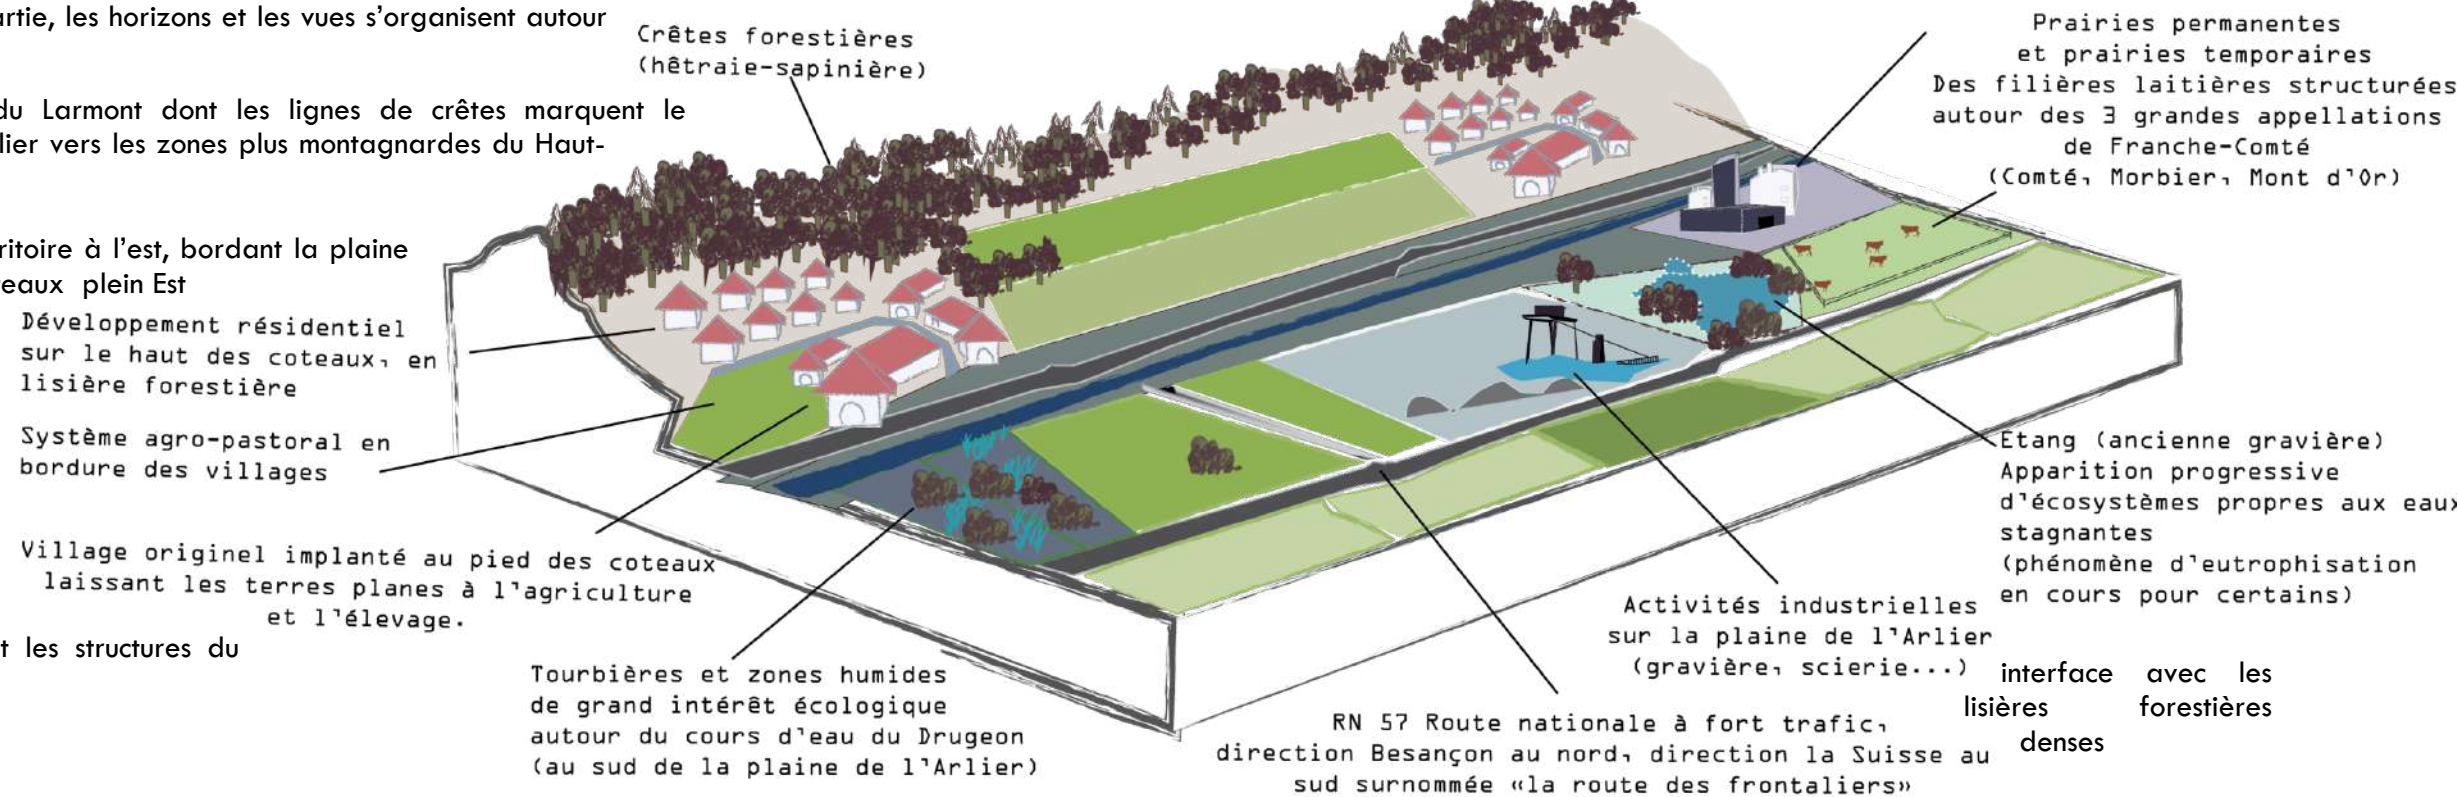 artie, les horizons et les vues s’organisent autour
du Larmont dont les lignes de crêtes marquent le
lier vers les zones plus montagnardes du Haut-
ritoire à l’est, bordant la plaine
eaux plein Est
Crêtes forestières
(hêtraie-sapinière)
Prairies permanentes
et prairies temporaires
Des filières laitières structurées
autour des 3 grandes appellations
de Franche-Comté
(Comté, Morbier, Mont d'Or)
Développement résidentiel
sur le haut des coteaux, en
lisière forestière
Système agro-pastoral en
bordure des villages
Village originel implanté au pied des coteaux
laissant les terres planes à l'agriculture
et l'élevage.
t les structures du
Tourbières et zones humides
de grand intérêt écologique
autour du cours d'eau du Drugeon
(au sud de la plaine de l'Arlier)
RN 57 Route nationale à fort trafic,
direction Besançon au nord, direction la Suisse au
sud surnommée «la route des frontaliers»
Activités industrielles
sur la plaine de l'Arlier
(gravière, scierie...)
Etang (ancienne gravière)
Apparition progressive
d'écosystèmes propres aux eaux
stagnantes
(phénomène d'eutrophisation
en cours pour certains)
interface avec les
lisières forestières
denses